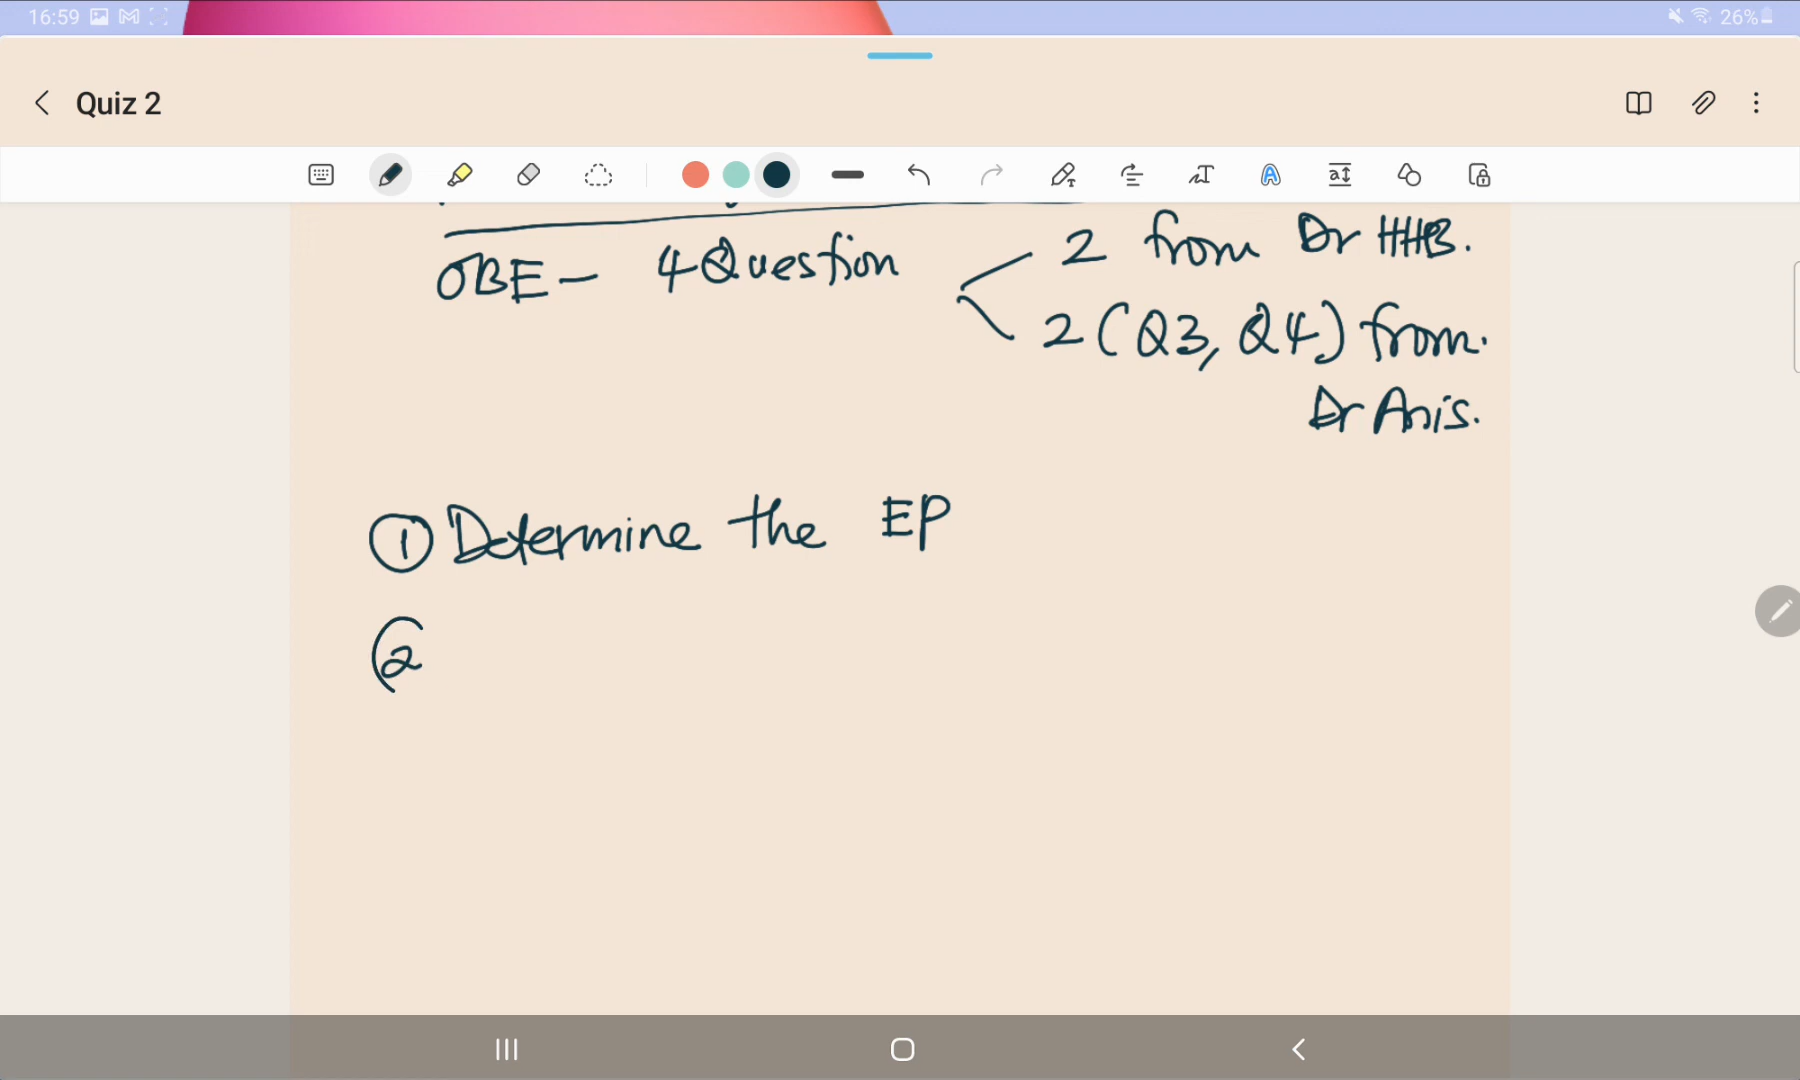 16:59
26%
Quiz 2
OBE - 4 Question
2 from Dr HHB.
2 (Q3, Q4) from.
Dr Anis.
① Determine the EP
(2